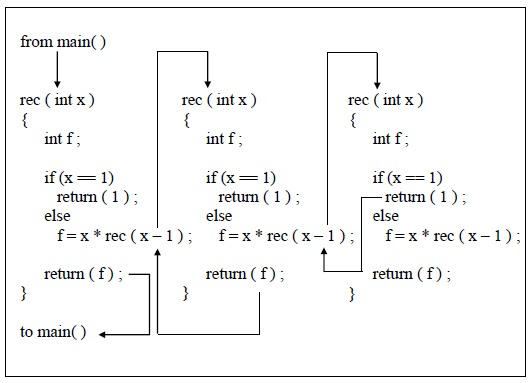 from main( )
rec ( int x )
{
int f ;
if (x == 1)
return ( 1 ) ;
else
f = x * rec ( x – 1 ) ;
return ( f ) ;
}
to main( )
rec ( int x )
{
int f ;
if (x == 1)
return ( 1 ) ;
else
f = x * rec ( x – 1 ) ;
return ( f ) ;
}
rec ( int x )
{
int f ;
if (x == 1)
return ( 1 ) ;
else
f = x * rec ( x – 1 ) ;
return ( f ) ;
}